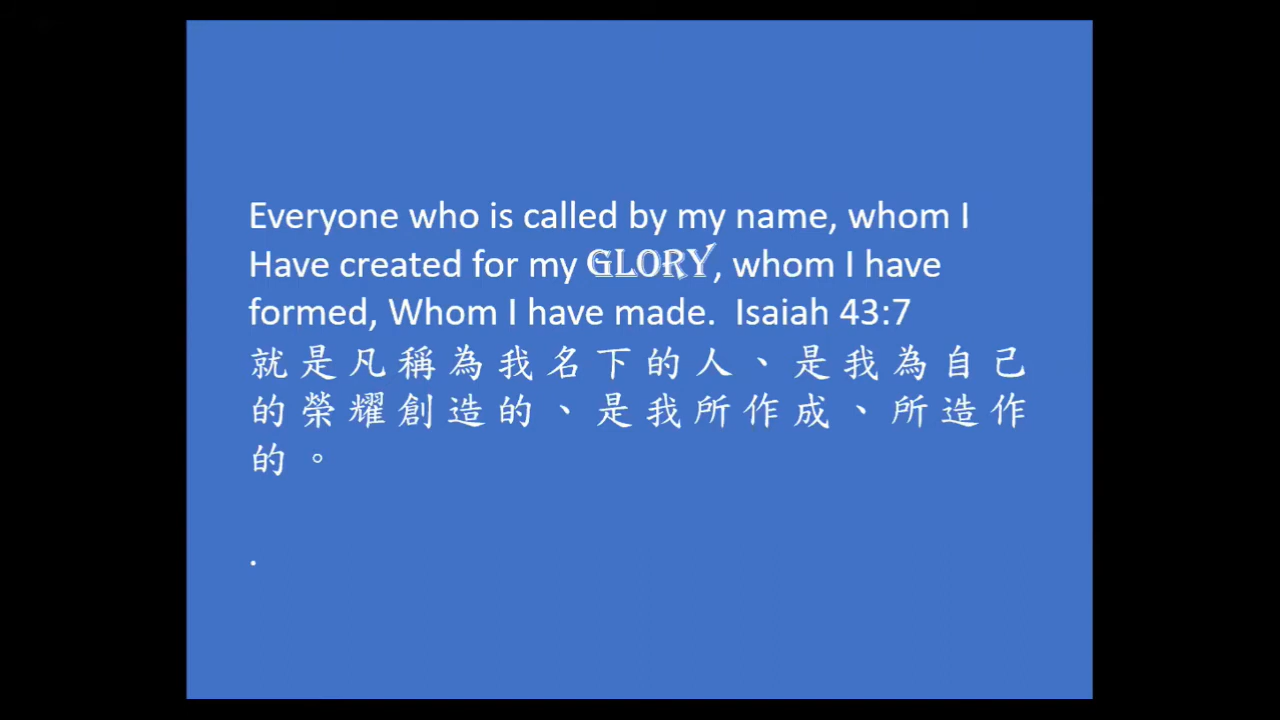 Everyone who is called by my name, whom I
Have created for my GLORY, whom I have
formed, Whom I have made.  Isaiah 43:7
就是凡稱為我名下的人、是我為自己
的榮耀創造的、是我所作成、所造作
的。
.